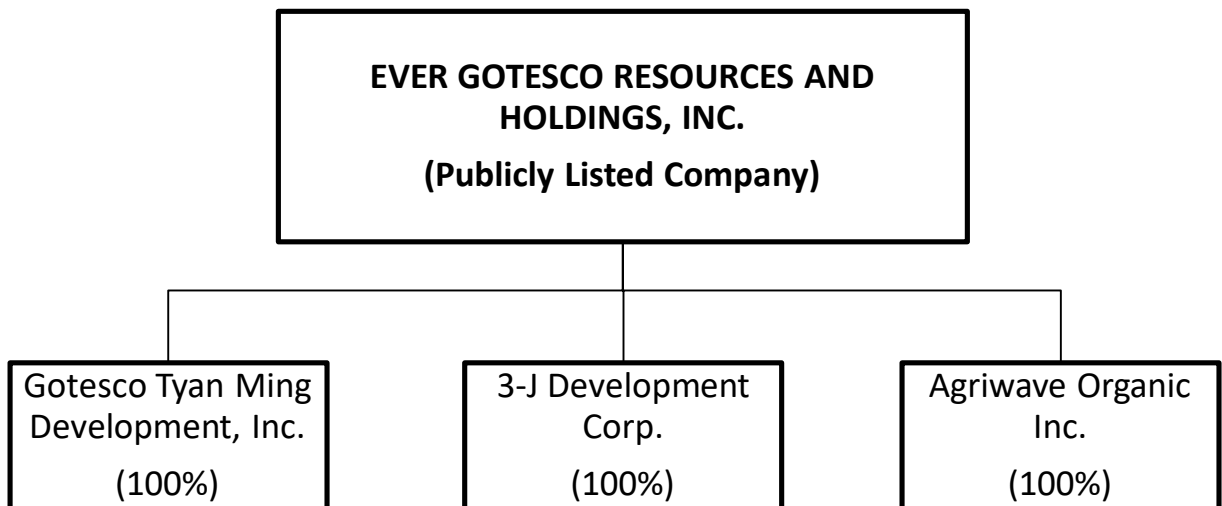 EVER GOTESCO RESOURCES AND
HOLDINGS, INC.
(Publicly Listed Company)
Gotesco Tyan Ming
Development, Inc.
(100%)
3-J Development
Corp.
(100%)
Agriwave Organic
Inc.
(100%)